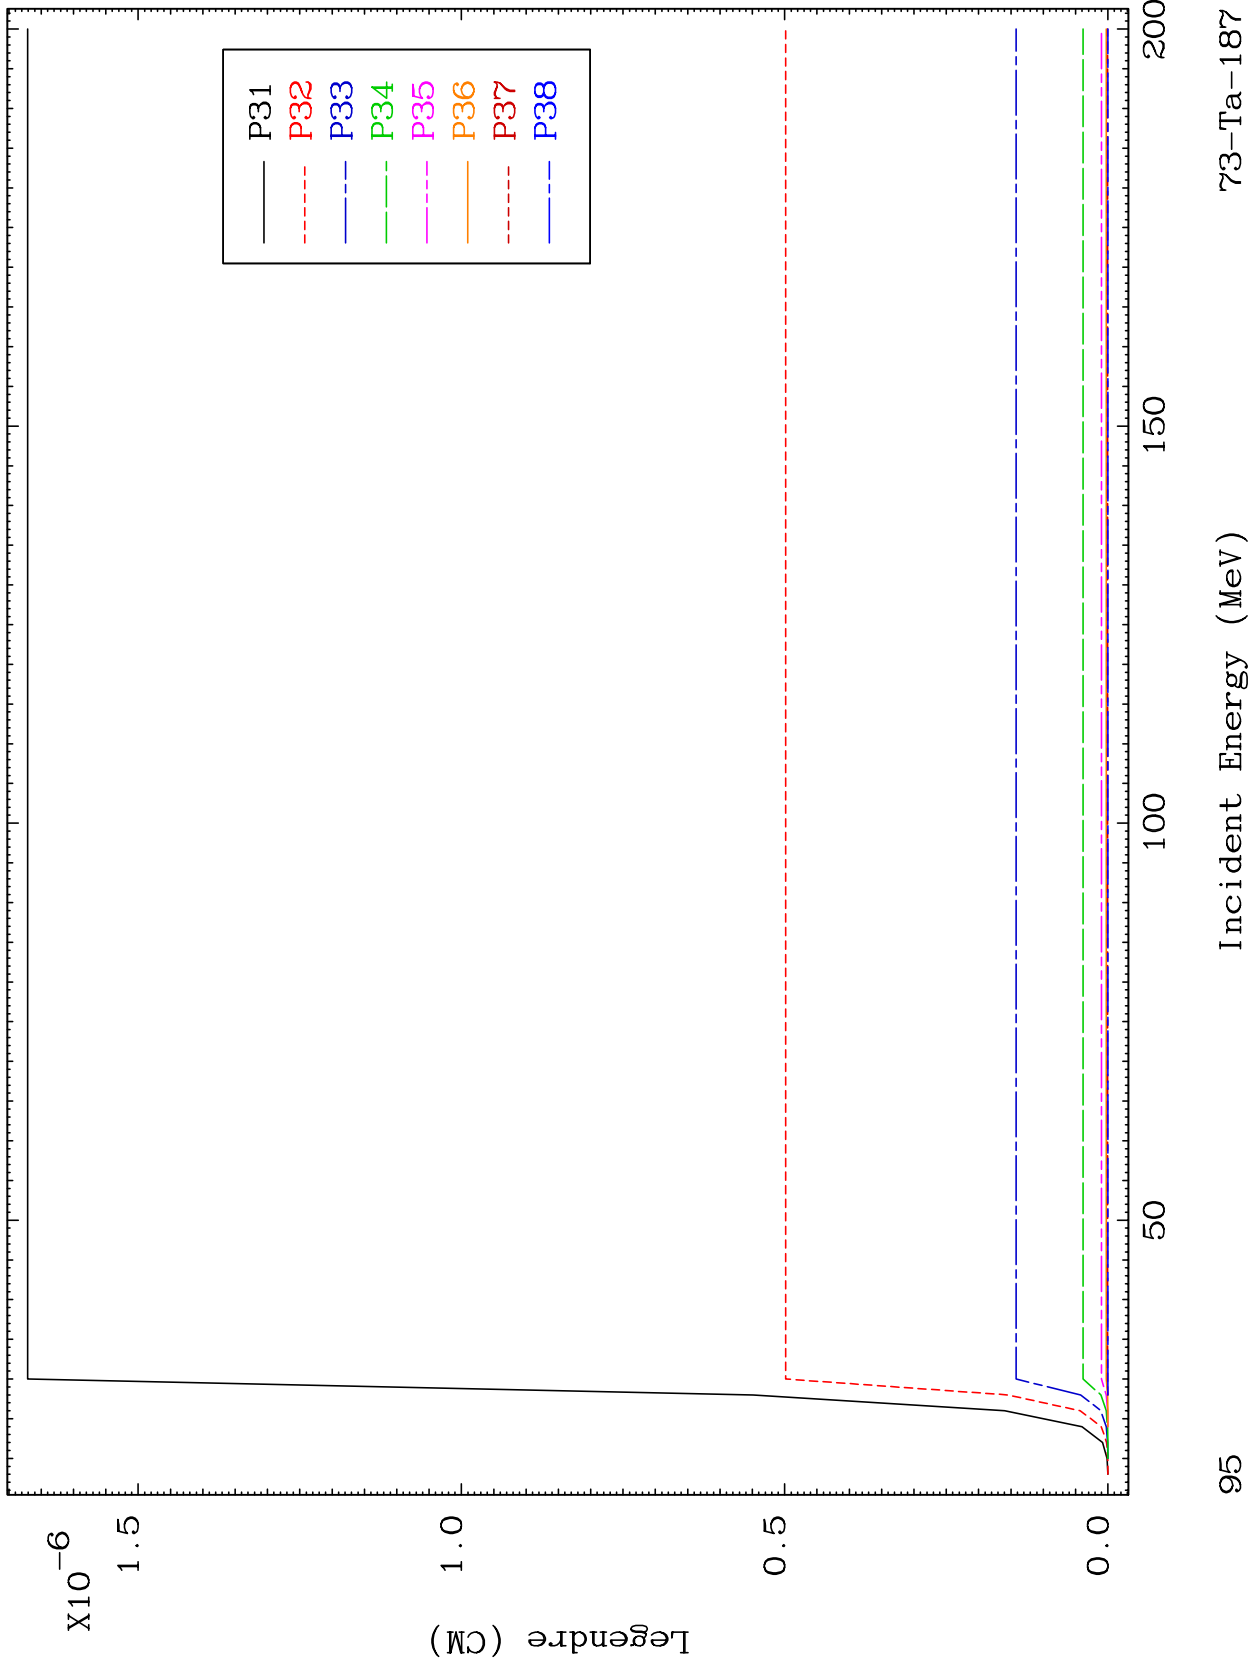 X10-6
1.5
1.0
0.5
0.0
Legendre (CM)
P31
P32
P33
P34
P35
P36
P37
P38
50
100
150
200
95
Incident Energy (MeV)
73-Ta-187